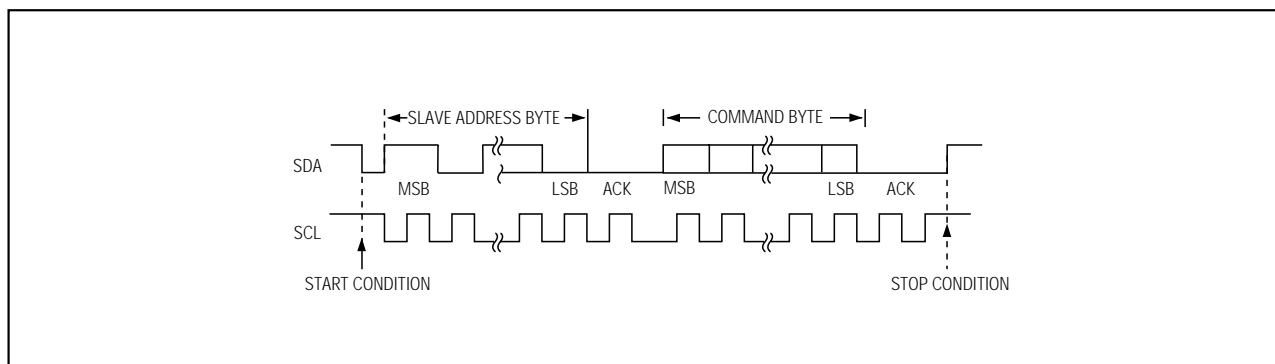 SLAVE ADDRESS BYTE COMMAND BYTE
SDA
MSB LSB ACK MSB LSB ACK
SCL
START CONDITION STOP CONDITION